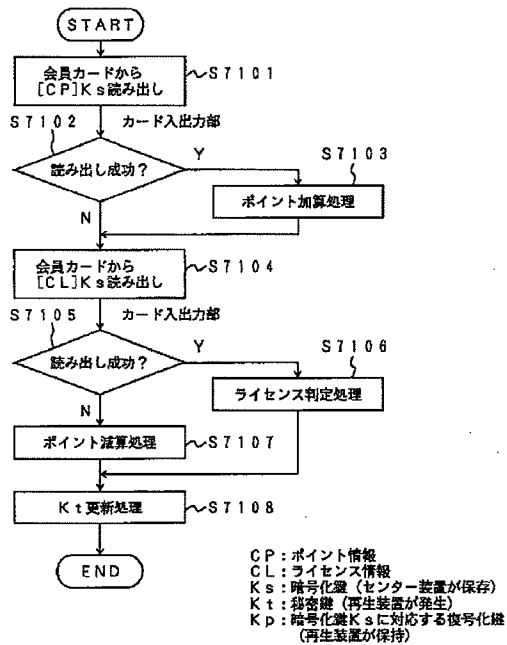 START
会員カードから
[CP]Ks読み出し
S7101
S7102
カード入出力部
読み出し成功?
Y
S7103
ポイント加算処理
N
会員カードから
[CL]Ks読み出し
S7104
S7105
カード入出力部
読み出し成功?
Y
S7106
ライセンス判定処理
N
ポイント減算処理
S7107
Kt更新処理
S7108
END
CP:ポイント情報
CL:ライセンス情報
Ks:暗号化鍵(センター装置が保存)
Kt:秘密鍵(再生装置が発生)
Kp:暗号化鍵Ksに対応する復号化鍵
(再生装置が保持)